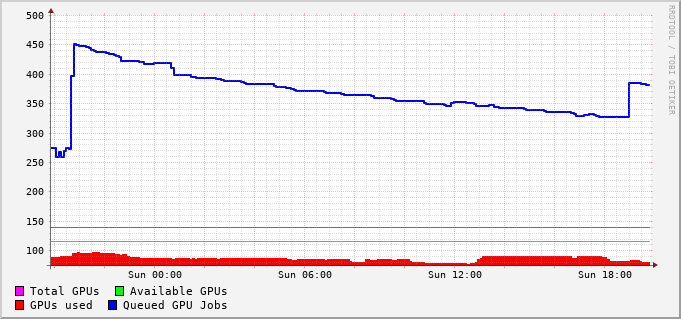 500
450
400
350
300
250
200
150
100
Sun 00:00 Sun 06:00 Sun 12:00 Sun 18:00
Total GPUs Available GPUs
GPUs used Queued GPU Jobs
RRDTOOL / TOBI OETIKER